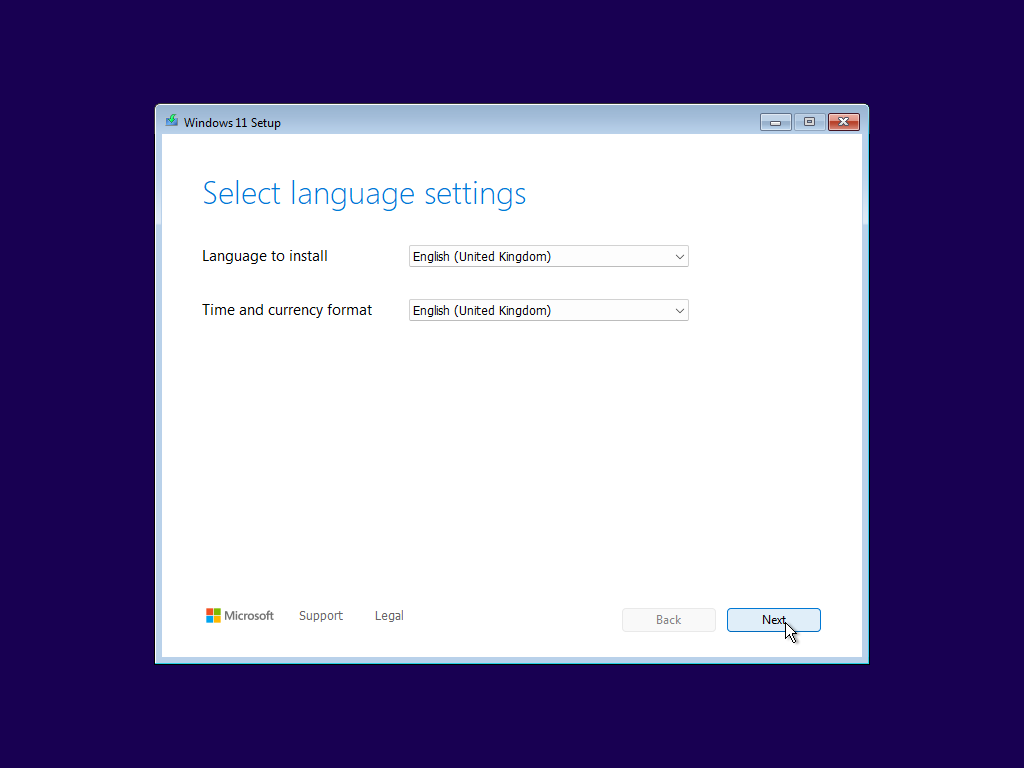 Windows 11 Setup
Select language settings
Language to install
English (United Kingdom)
Time and currency format
English (United Kingdom)
Microsoft
Support
Legal
Back
Next